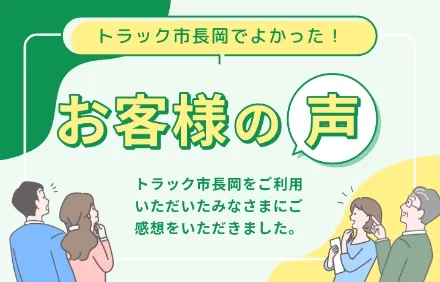 トラック市長岡でよかった！
お客様の声
トラック市長岡をご利用
いただいたみなさまにご
感想をいただきました。